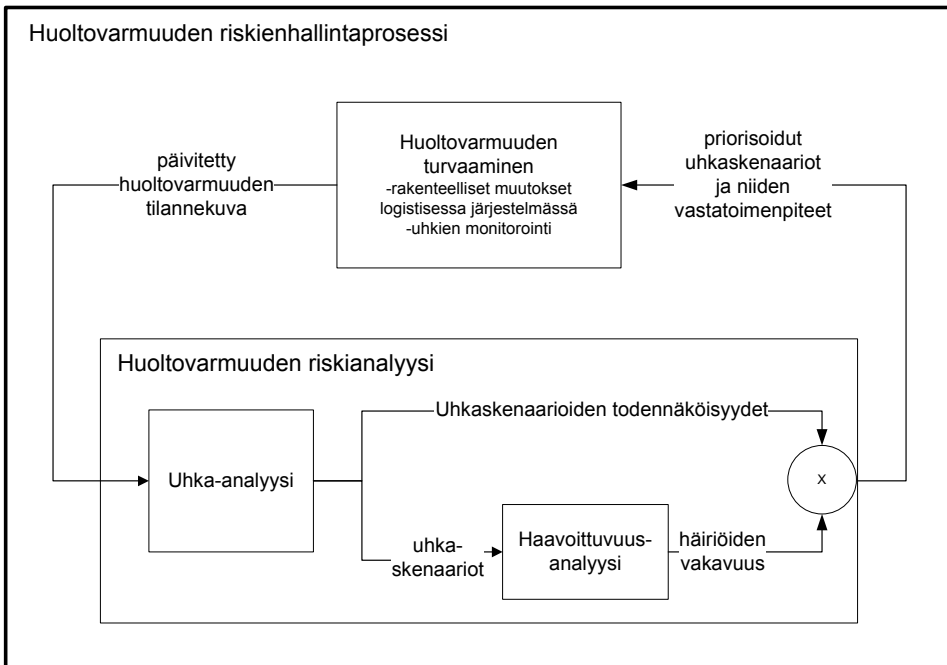 Huoltovarmuuden riskienhallintaprosessi
päivitetty
huoltovarmuuden
tilannekuva
Huoltovarmuuden
turvaaminen
-rakenteelliset muutokset
logistisessa järjestelmässä
-uhkien monitorointi
priorisoidut
uhkaskenaariot
ja niiden
vastatoimenpiteet
Huoltovarmuuden riskianalyysi
Uhka-analyysi
Uhkaskenaarioiden todennäköisyydet
uhka-
skenaariot
Haavoittuvuus-
analyysi
häiriöiden
vakavuus
X